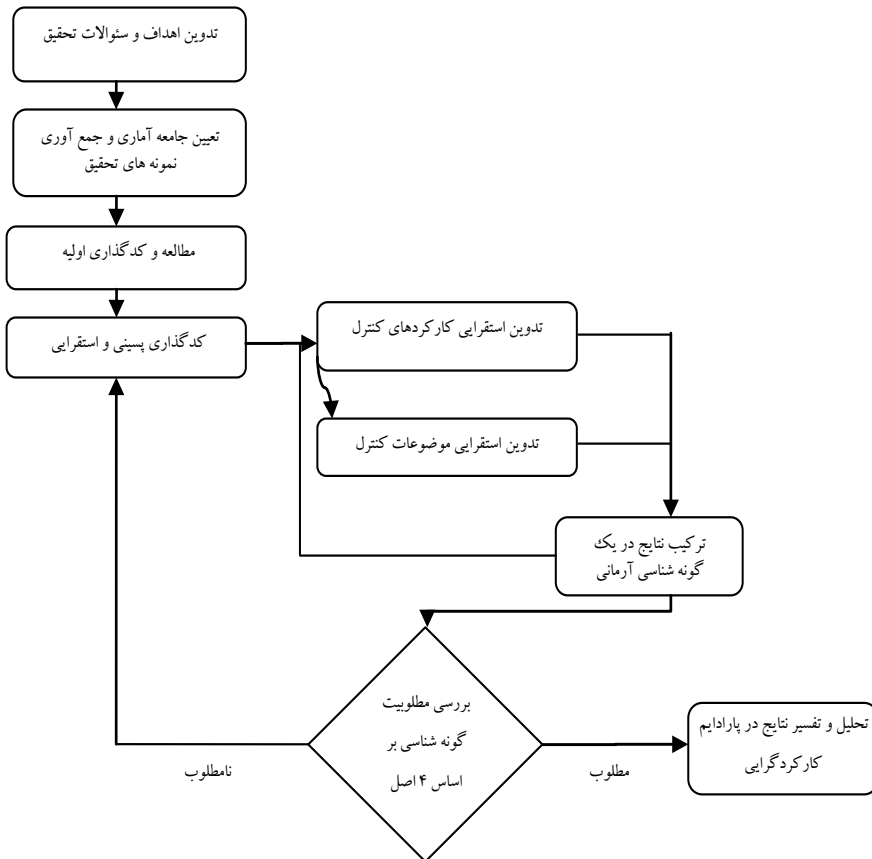 تدوین اهداف و سئوالات تحقیق
تعیین جامعه آماری و جمع آوری
نمونه های تحقیق
مطالعه و کدگذاری اولیه
کدگذاری پسینی و استقرایی
تدوین استقرایی کارکردهای کنترل
تدوین استقرایی موضوعات کنترل
ترکیب نتایج در یک
گونه شناسی آرمانی
بررسی مطلوبیت
گونه شناسی بر
اساس ۴ اصل
تحلیل و تفسیر نتایج در پارادایم
کارکردگرایی
مطلوب
نامطلوب